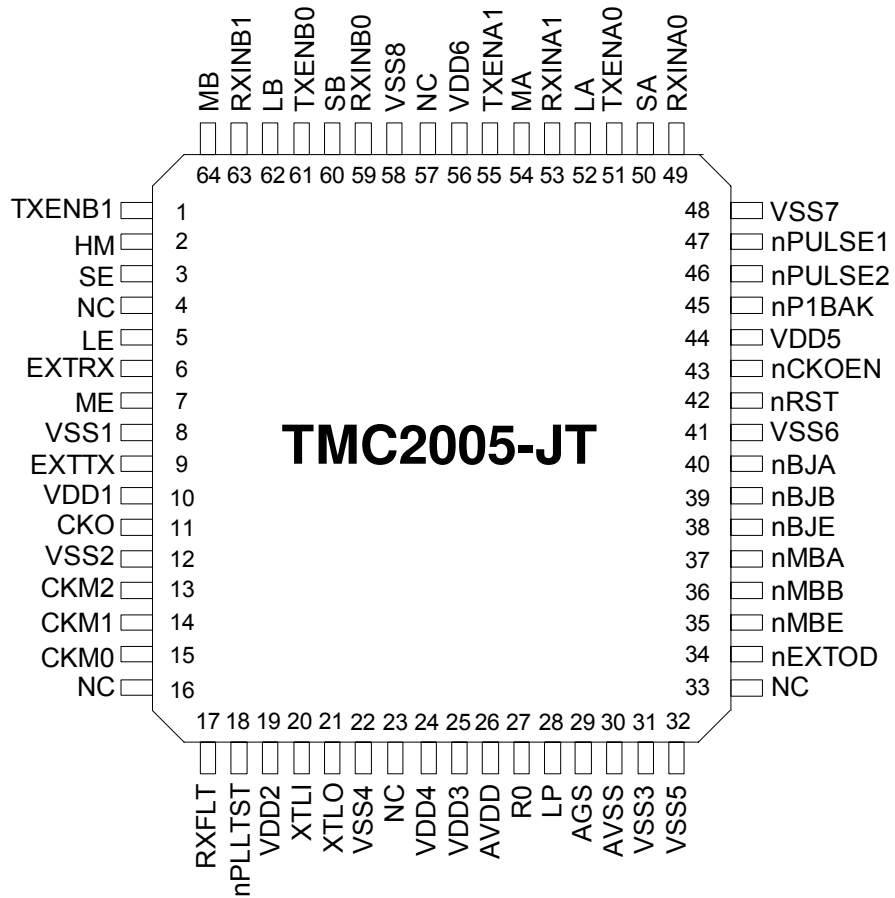 MB RXINB1 LB TXENB0 SB RXINB0 VSS8 NC VDD6 TXENA1 MA RXINA1 LA TXENA0 SA RXINA0
64 63 62 61 60 59 58 57 56 55 54 53 52 51 50 49
TXENB1 1 48 VSS7
HM 2 47 nPULSE1
SE 3 46 nPULSE2
NC 4 45 nP1BAK
LE 5 44 VDD5
EXTRX 6 43 nCKOEN
ME 7 42 nRST
VSS1 8 41 VSS6
TMC2005-JT
EXTTX 9 40 nBJA
VDD1 10 39 nBJB
CKO 11 38 nBJE
VSS2 12 37 nMBA
CKM2 13 36 nMBB
CKM1 14 35 nMBE
CKM0 15 34 nEXTOD
NC 16 33 NC
17 18 19 20 21 22 23 24 25 26 27 28 29 30 31 32
RXFLT nPLLTST VDD2 XTLI XTLO VSS4 NC VDD4 VDD3 AVDD R0 LP AGS AVSS VSS3 VSS5